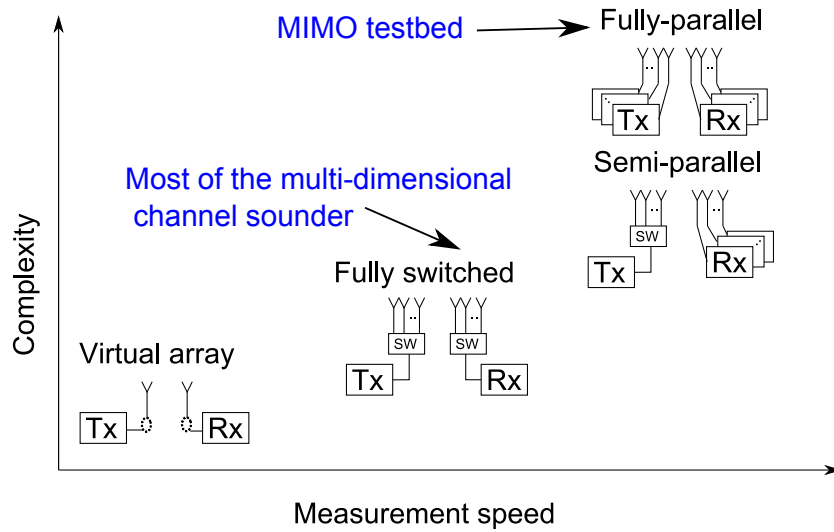 MIMO testbed
Fully-parallel
Tx
Rx
Most of the multi-dimensional
channel sounder
Semi-parallel
SW
Tx
Rx
Fully switched
SW
SW
Tx
Rx
Virtual array
Tx
Rx
Complexity
Measurement speed